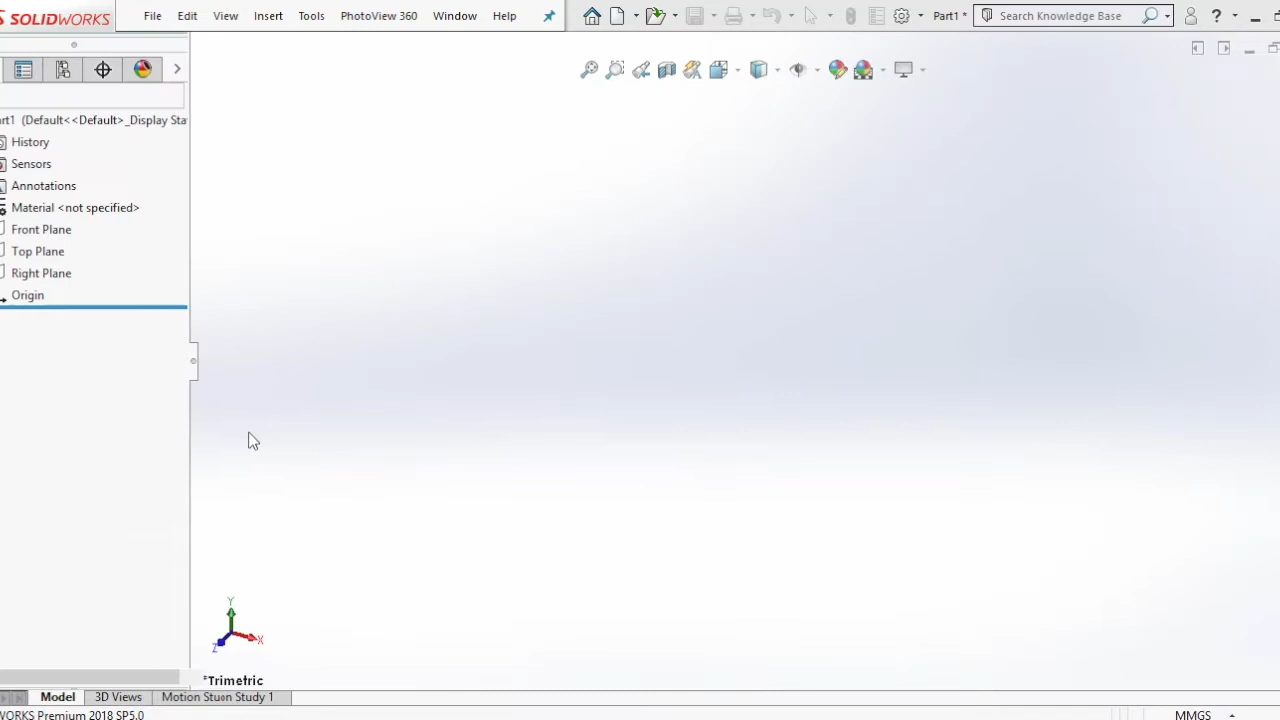 SOLIDWORKS File Edit View Insert Tools PhotoView 360 Window Help Part1 * Search Knowledge Base ?
rt1 (Default<<Default>_Display Sta
History
Sensors
Annotations
Material <not specified>
Front Plane
Top Plane
Right Plane
Origin
Y
X
Z
*Trimetric
Model 3D Views Motion Study 1
WORKS Premium 2018 SP5.0 MMGS